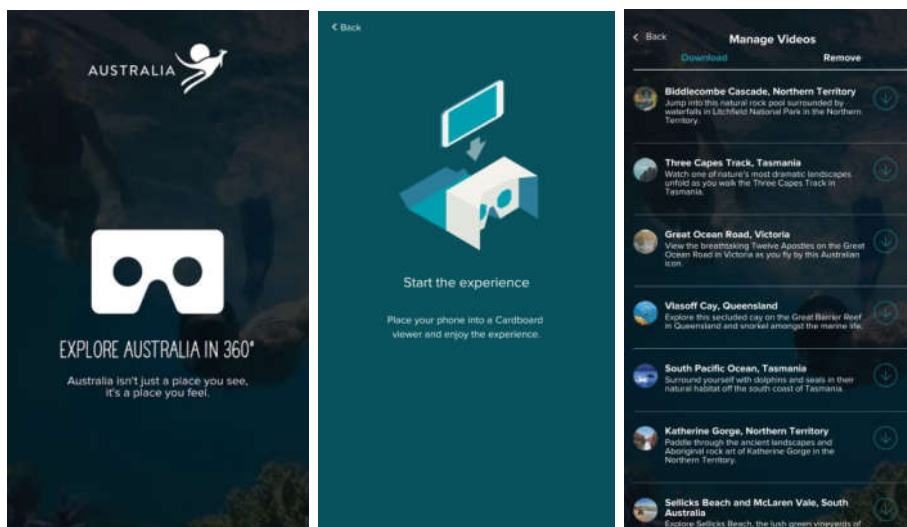 AUSTRALIA
EXPLORE AUSTRALIA IN 360°
Australia isn't just a place you see,
it's a place you feel.
< Back
Start the experience
Place your phone into a Cardboard
viewer and enjoy the experience.
< Back
Manage Videos
Download Remove
Biddlecombe Cascade, Northern Territory
Jump into this natural rock pool surrounded by
waterfalls in Litchfield National Park in the Northern
Territory.
Three Capes Track, Tasmania
Watch one of nature's most dramatic landscapes
unfold as you walk the Three Capes Track in
Tasmania.
Great Ocean Road, Victoria
View the breathtaking Twelve Apostles on the Great
Ocean Road in Victoria as you fly by this Australian
icon.
Vlasoff Cay, Queensland
Explore this secluded cay on the Great Barrier Reef
in Queensland and snorkel amongst the marine life.
South Pacific Ocean, Tasmania
Surround yourself with dolphins and seals in their
natural habitat off the south coast of Tasmania.
Katherine Gorge, Northern Territory
Paddle through the ancient landscapes and
Aboriginal rock art of Katherine Gorge in the
Northern Territory.
Sellicks Beach and McLaren Vale, South
Australia
Explore Sellicks Beach, the lush green vineyards of